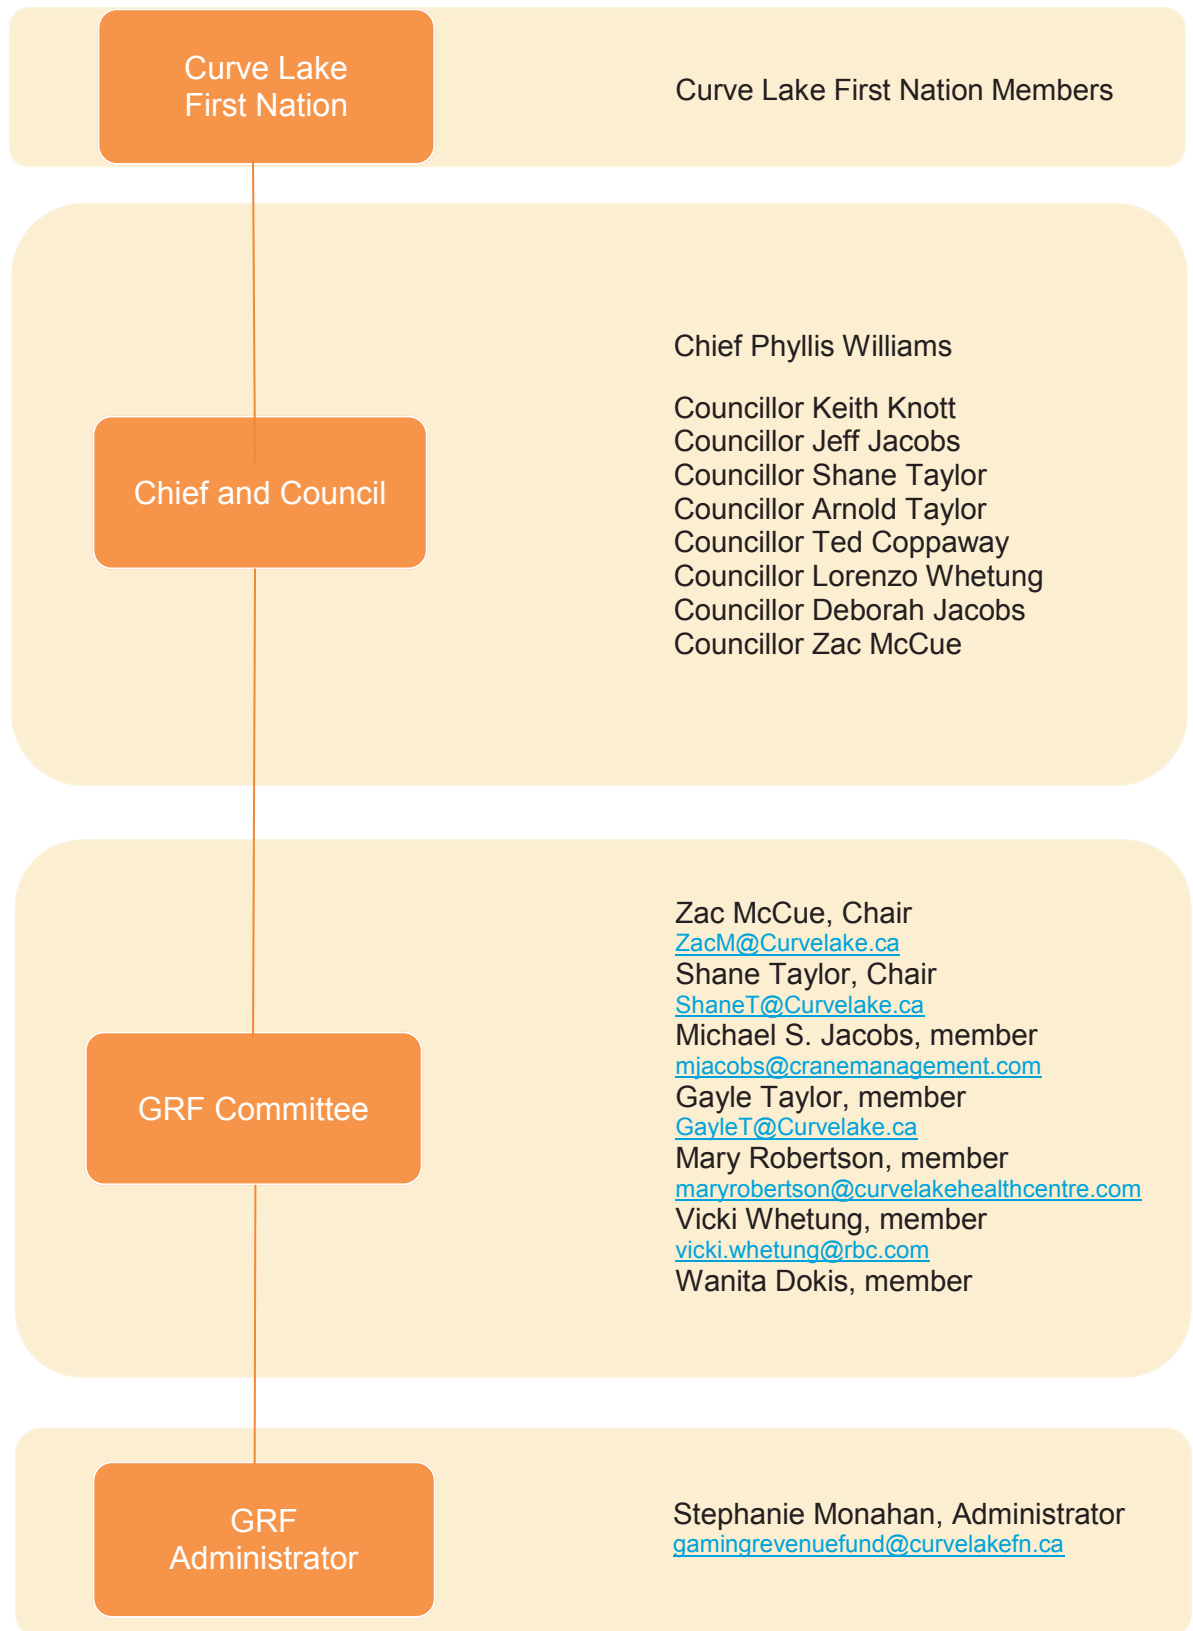 Curve Lake
First Nation
Curve Lake First Nation Members
Chief and Council
Chief Phyllis Williams
Councillor Keith Knott
Councillor Jeff Jacobs
Councillor Shane Taylor
Councillor Arnold Taylor
Councillor Ted Coppaway
Councillor Lorenzo Whetung
Councillor Deborah Jacobs
Councillor Zac McCue
GRF Committee
Zac McCue, Chair
ZacM@Curvelake.ca
Shane Taylor, Chair
ShaneT@Curvelake.ca
Michael S. Jacobs, member
mjacobs@cranemanagement.com
Gayle Taylor, member
GayleT@Curvelake.ca
Mary Robertson, member
maryrobertson@curvelakehealthcentre.com
Vicki Whetung, member
vicki.whetung@rbc.com
Wanita Dokis, member
GRF
Administrator
Stephanie Monahan, Administrator
gamingrevenuefund@curvelakefn.ca